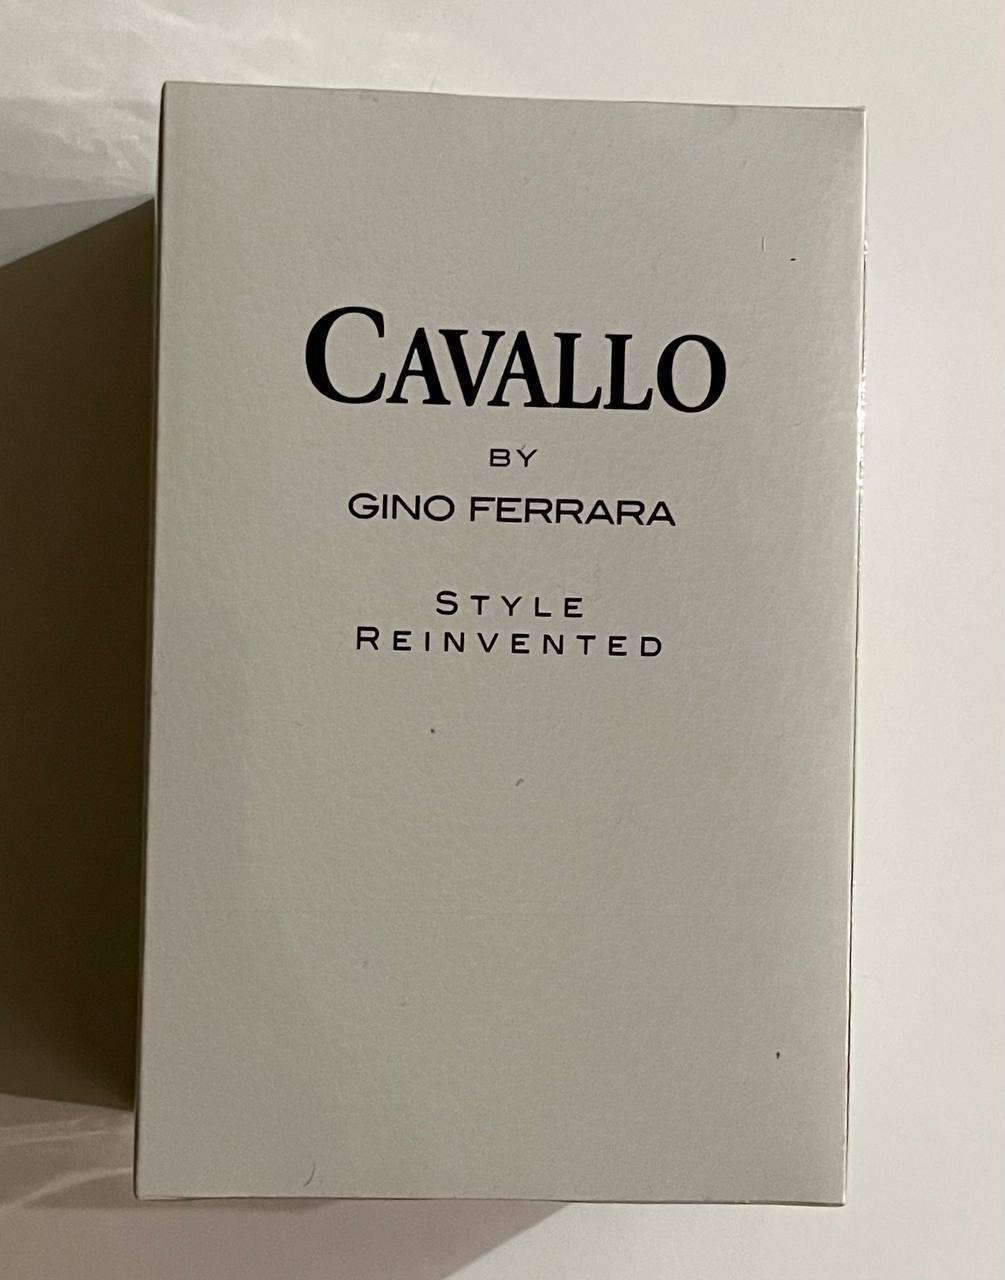 CAVALLO
BY
GINO FERRARA
STYLE
REINVENTED